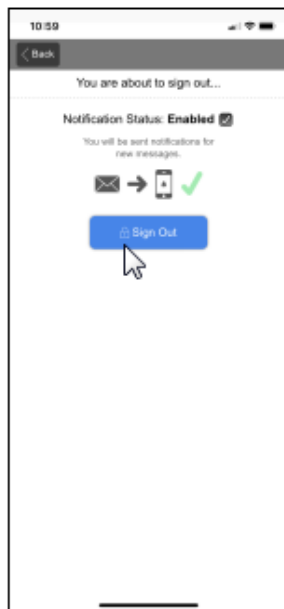 10:59
Back
You are about to sign out...
Notification Status: Enabled
You will be sent notifications for
new messages.
Sign Out